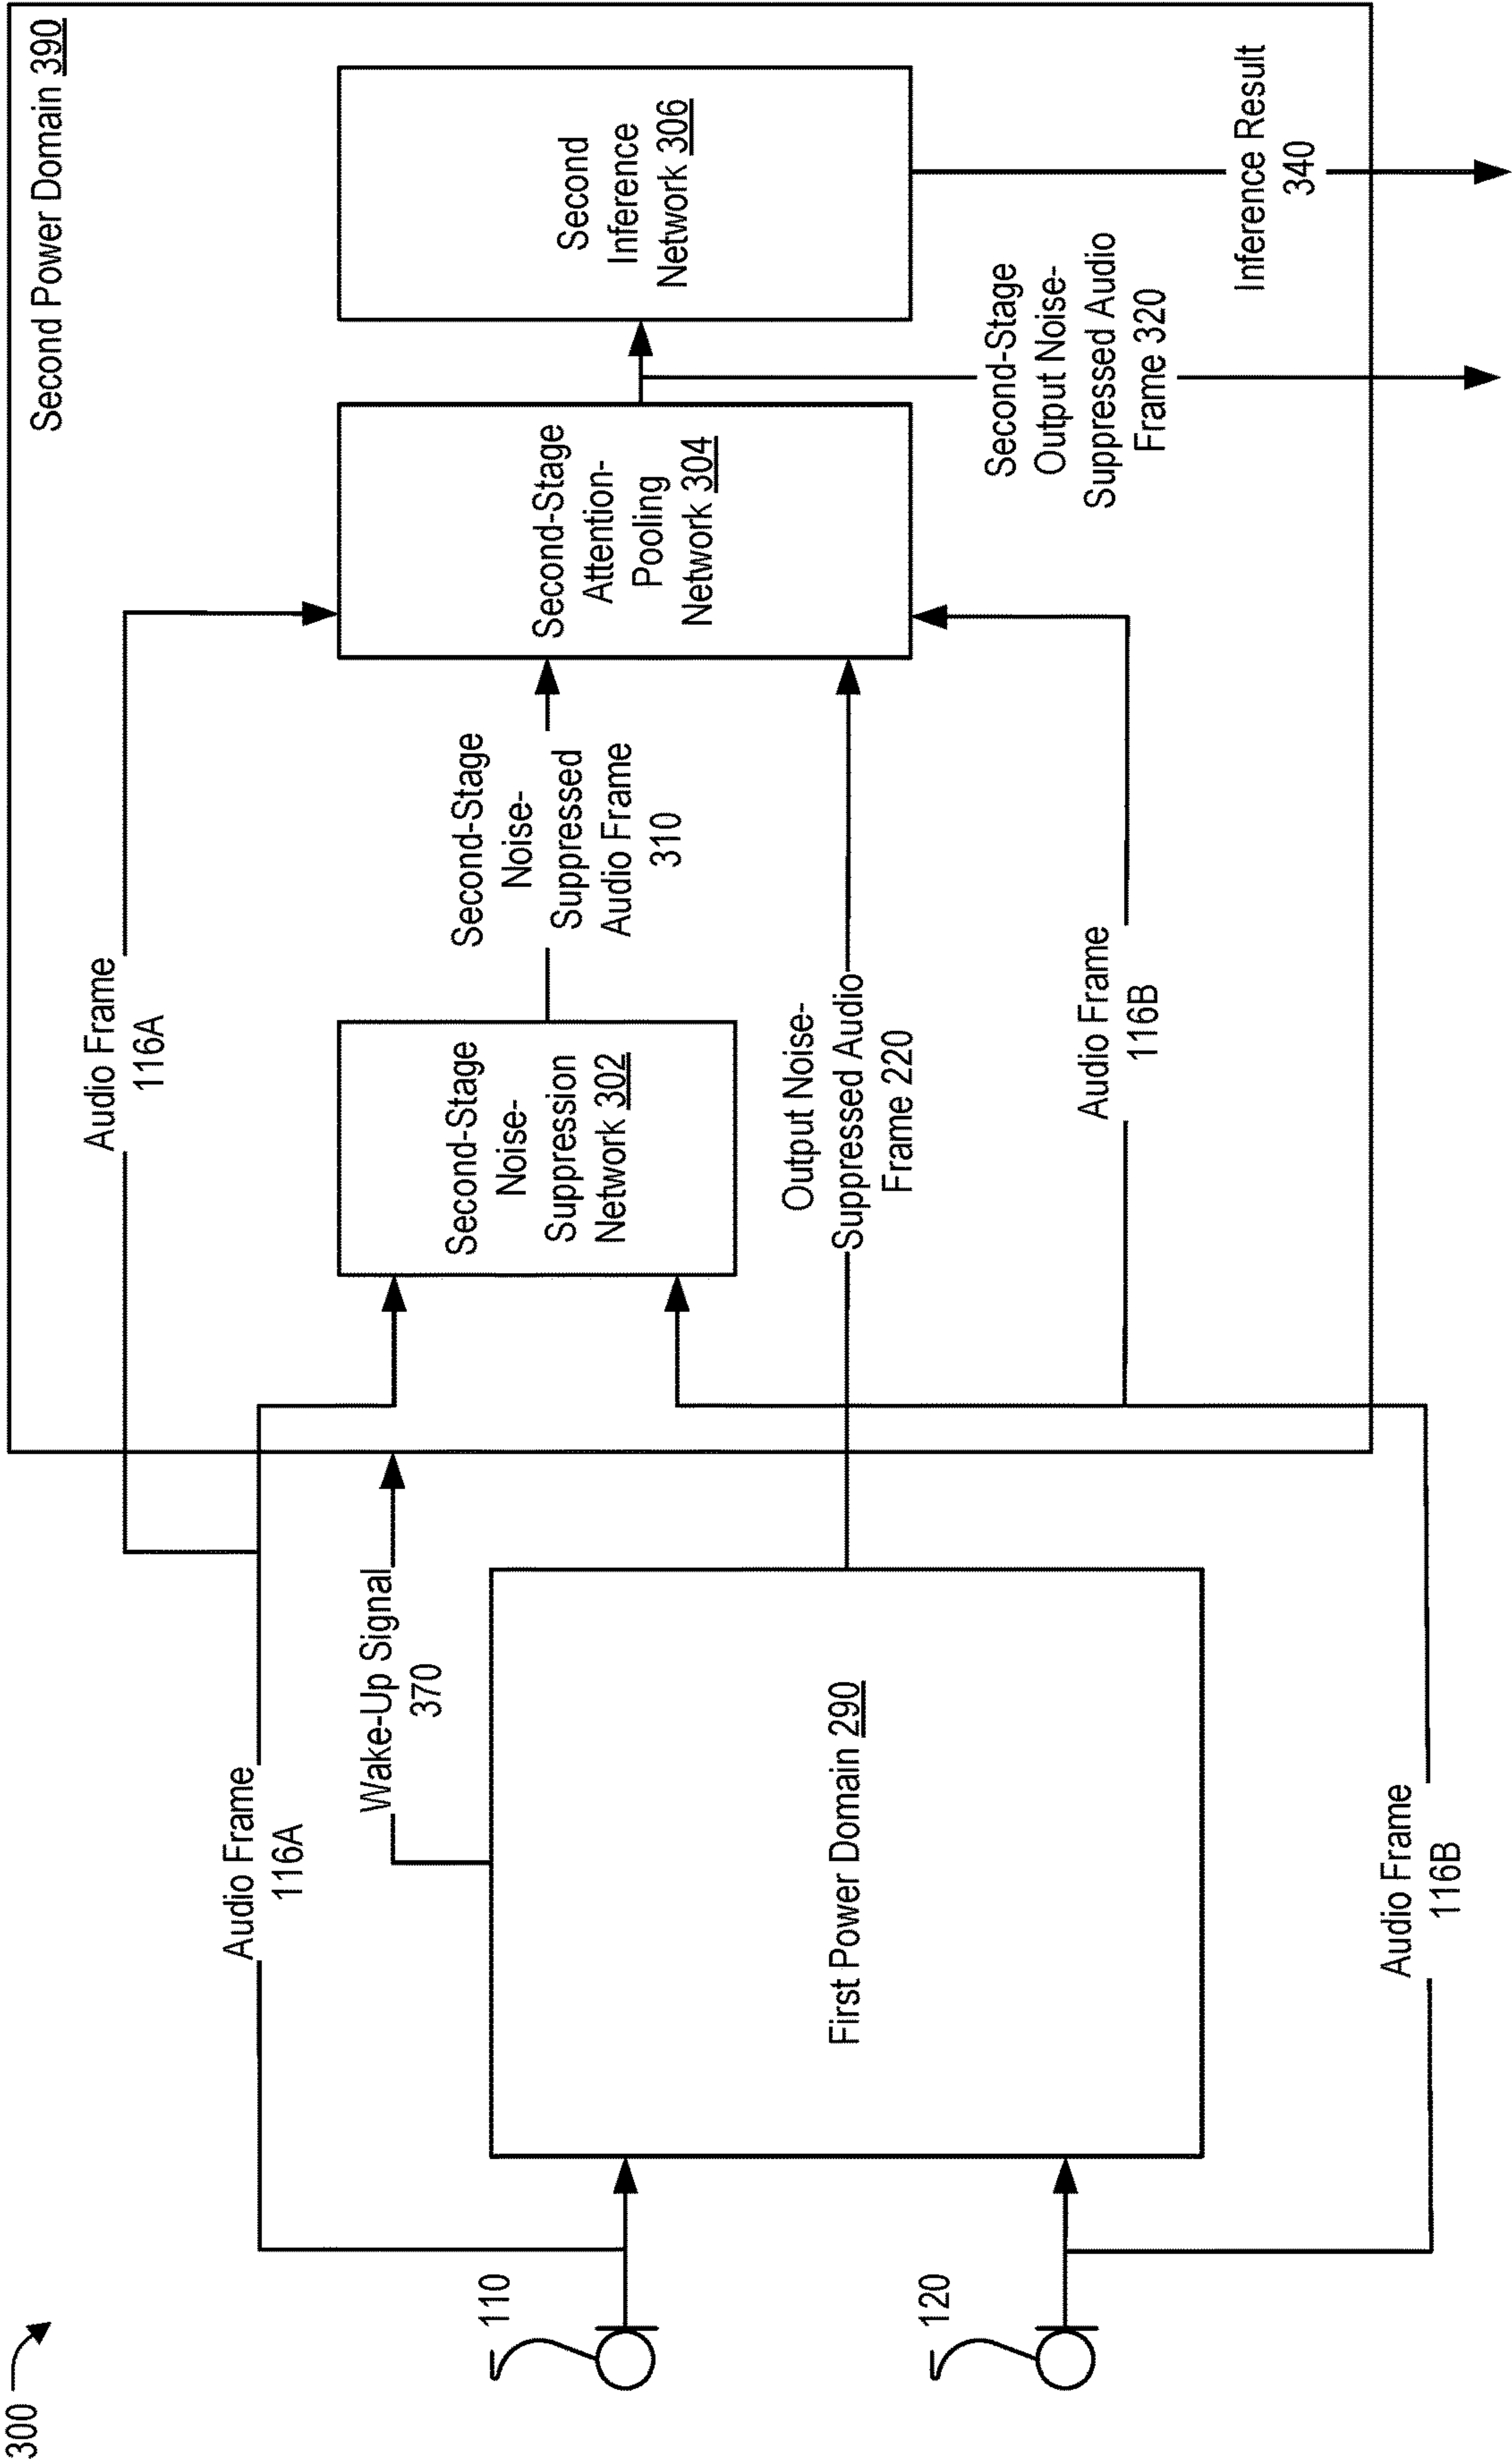 300
Second Power Domain 390
Audio Frame
116A
Audio Frame
116A
Wake-Up Signal
370
110
120
First Power Domain 290
Second-Stage
Noise-
Suppression
Network 302
Second-Stage
Noise-
Suppressed
Audio Frame
310
Output Noise-
Suppressed Audio
Frame 220
Audio Frame
116B
Audio Frame
116B
Second-Stage
Attention-
Pooling
Network 304
Second
Inference
Network 306
Second-Stage
Output Noise-
Suppressed Audio
Frame 320
Inference Result
340